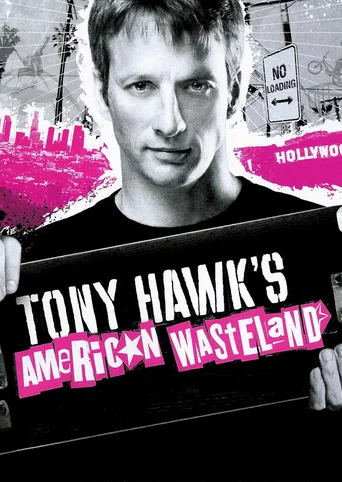 NO
LOADING
HOLLYWOO
TONY HAWK'S
AMeRICAN WASteLAND